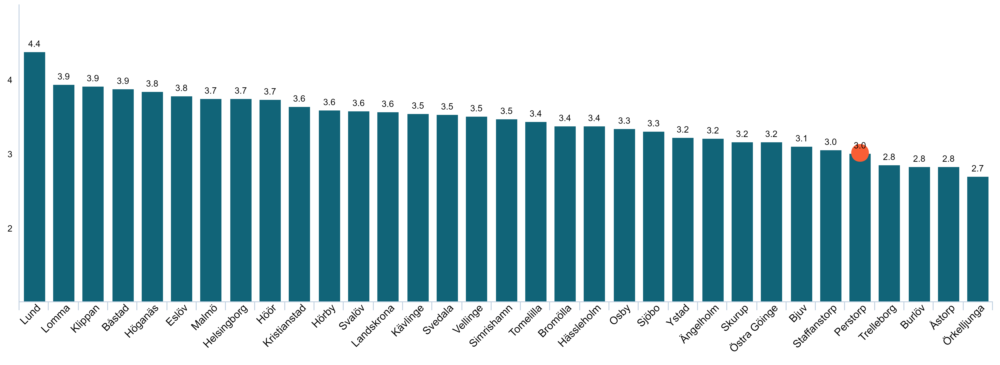 4.4
3.9
3.9
3.9
3.8
3.8
3.7
3.7
3.7
3.6
3.6
3.6
3.6
3.5
3.5
3.5
3.5
3.4
3.4
3.4
3.3
3.3
3.2
3.2
3.2
3.2
3.1
3.0
3.0
2.8
2.8
2.8
2.7
4
3
2
Lund
Lomma
Klippan
Båstad
Höganäs
Eslöv
Malmö
Helsingborg
Höör
Kristianstad
Hörby
Svalöv
Landskrona
Kävlinge
Svedala
Vellinge
Simrishamn
Tomelilla
Bromölla
Hässleholm
Osby
Sjöbo
Ystad
Ängelholm
Skurup
Östra Göinge
Bjuv
Staffanstorp
Perstorp
Trelleborg
Burlöv
Åstorp
Örkelljunga